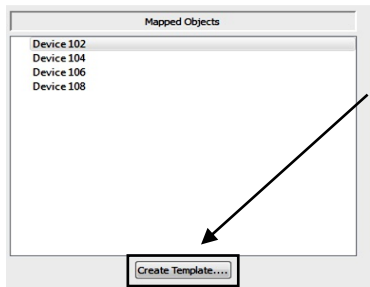 Mapped Objects
Device 102
Device 104
Device 106
Device 108
Create Template....